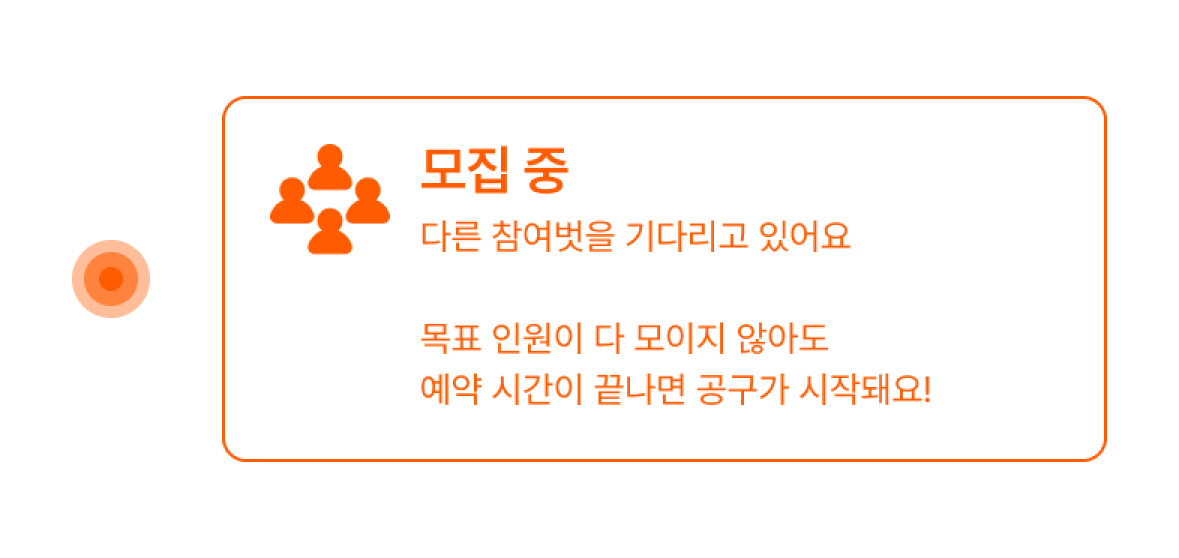 모집 중
다른 참여벗을 기다리고 있어요
목표 인원이 다 모이지 않아도
예약 시간이 끝나면 공구가 시작돼요!